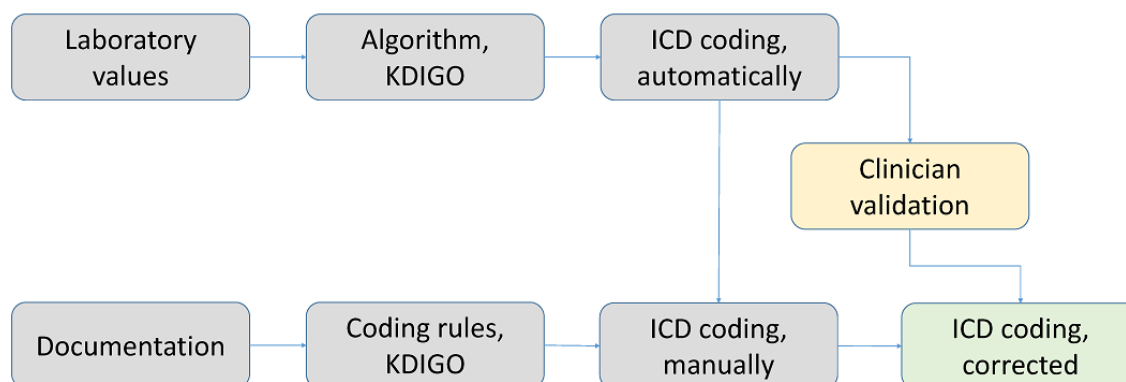 Laboratory
values
Algorithm,
KDIGO
ICD coding,
automatically
Clinician
validation
Documentation
Coding rules,
KDIGO
ICD coding,
manually
ICD coding,
corrected